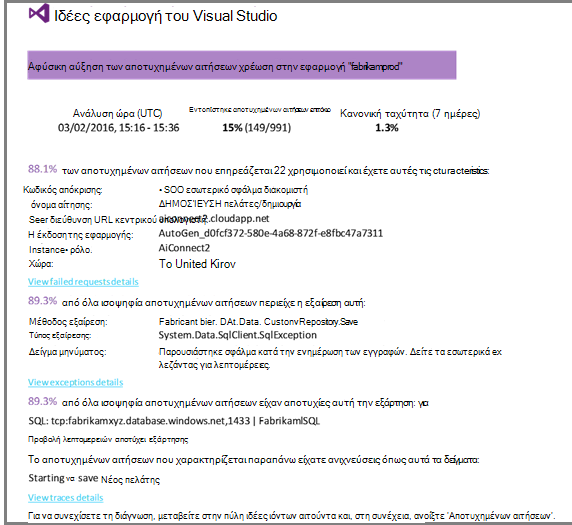 Ιδέες εφαρμογή του Visual Studio
Αφύσικη αύξηση των αποτυχημένων αιτήσεων χρέωση στην εφαρμογή "fabrikamprod"
Ανάλυση ώρα (UTC)
03/02/2016, 15:16 - 15:36
Εντοπίστηκε αποτυχημένων αιτήσεων
15% (149/991)
Κανονική ταχύτητα (7 ημέρες)
1.3%
88.1% των αποτυχημένων αιτήσεων που επηρεάζεται 22 χρησιμοποιεί και έχετε αυτές τις cturacteristics:
Κωδικός απόκρισης: • SOO εσωτερικό σφάλμα διακομιστή
όνομα αίτησης: ΔΗΜΟΣΊΕΥΣΗ πελάτες/δημιουργία
Seer διεύθυνση URL κεντρικού υπολογιστή: aiconnect2.cloudapp.net
Η έκδοση της εφαρμογής: AutoGen_d0fcf372-580e-4a68-872f-e8fbc47a7311
Instance• ρόλο. AiConnect2
Χώρα: Το United Kirov
View failed requests details
89.3% από όλα ισοψηφία αποτυχημένων αιτήσεων περιείχε η εξαίρεση αυτή:
Μέθοδος εξαίρεση: Fabricant bier. DAt.Data. CustonvRepository.Save
Τύπος εξαίρεσης: System.Data.SqlClient.SqlException
Δείγμα μηνύματος: Παρουσιάστηκε σφάλμα κατά την ενημέρωση των εγγραφών. Δείτε τα εσωτερικά ex
λεζάντας για λεπτομέρειες.
View exceptions details
89.3% από όλα ισοψηφία αποτυχημένων αιτήσεων είχαν αποτυχίες αυτή την εξάρτηση: για
SQL: tcp:fabrikamxyz.database.windows.net,1433 | FabrikamlSQL
Προβολή λεπτομερειών αποτύχει εξάρτησης
Το αποτυχημένων αιτήσεων που χαρακτηρίζεται παραπάνω είχατε ανιχνεύσεις όπως αυτά τα δείγματα:
Starting να save Νέος πελάτης
View traces details
Για να συνεχίσετε τη διάγνωση, μεταβείτε στην πύλη ιδέες ιόντων αιτούντα και, στη συνέχεια, ανοίξτε 'Αποτυχημένων αιτήσεων'.